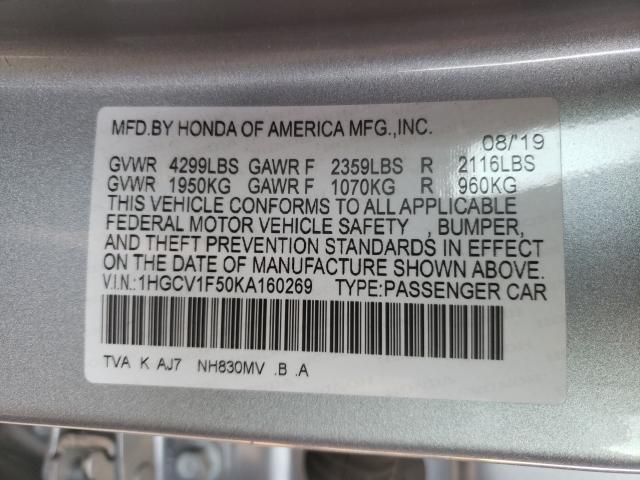 MFD.BY HONDA OF AMERICA MFG.,INC. 08/'19
GVWR 4299LBS GAWR F 2359LBS R 2116LBS
GVWR 1950KG GAWR F 1070KG R 960KG
THIS VEHICLE CONFORMS TO ALL APPLICABLE
FEDERAL MOTOR VEHICLE SAFETY , BUMPER,
AND THEFT PREVENTION STANDARDS IN EFFECT
ON THE DATE OF MANUFACTURE SHOWN ABOVE.
V.I.N.:1HGCV1F50KA160269 TYPE:PASSENGER CAR
TVA K AJ7 NH830MV .B .A